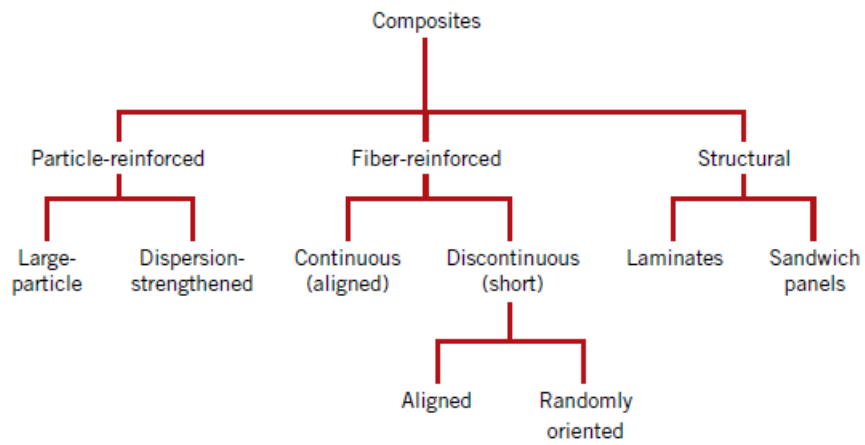 Composites
Particle-reinforced
Fiber-reinforced
Structural
Large-
particle
Dispersion-
strengthened
Continuous
(aligned)
Discontinuous
(short)
Laminates
Sandwich
panels
Aligned
Randomly
oriented